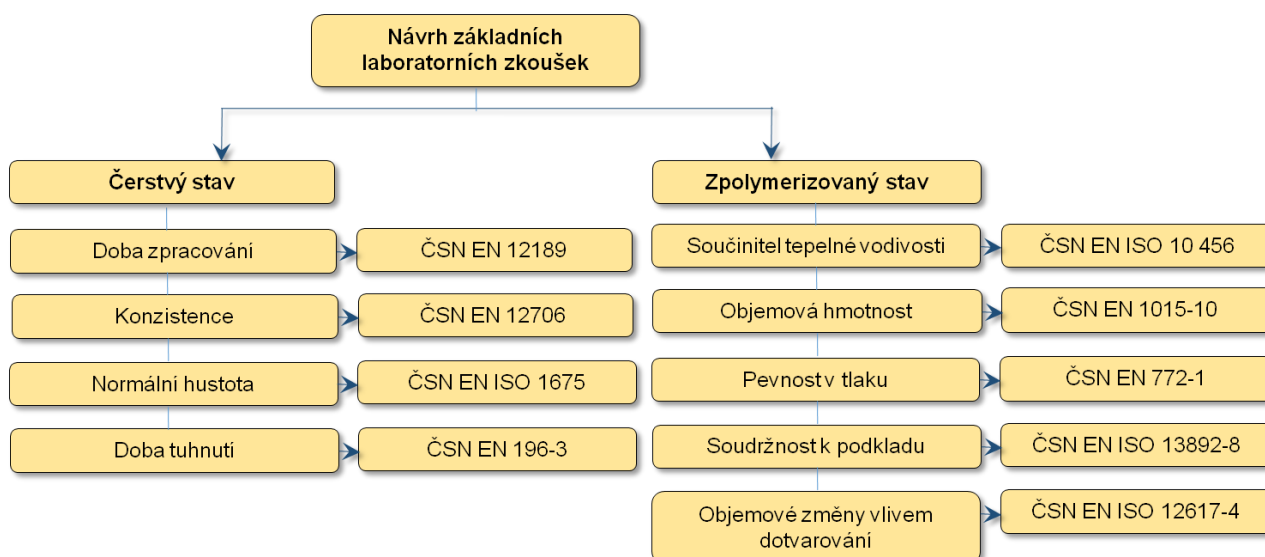 Návrh základních
laboratorních zkoušek
Čerstvý stav
Doba zpracování
ČSN EN 12189
Konzistence
ČSN EN 12706
Normální hustota
ČSN EN ISO 1675
Doba tuhnutí
ČSN EN 196-3
Zpolymerizovaný stav
Součinitel tepelné vodivosti
ČSN EN ISO 10 456
Objemová hmotnost
ČSN EN 1015-10
Pevnost v tlaku
ČSN EN 772-1
Soudržnost k podkladu
ČSN EN ISO 13892-8
Objemové změny vlivem
dotvarování
ČSN EN ISO 12617-4